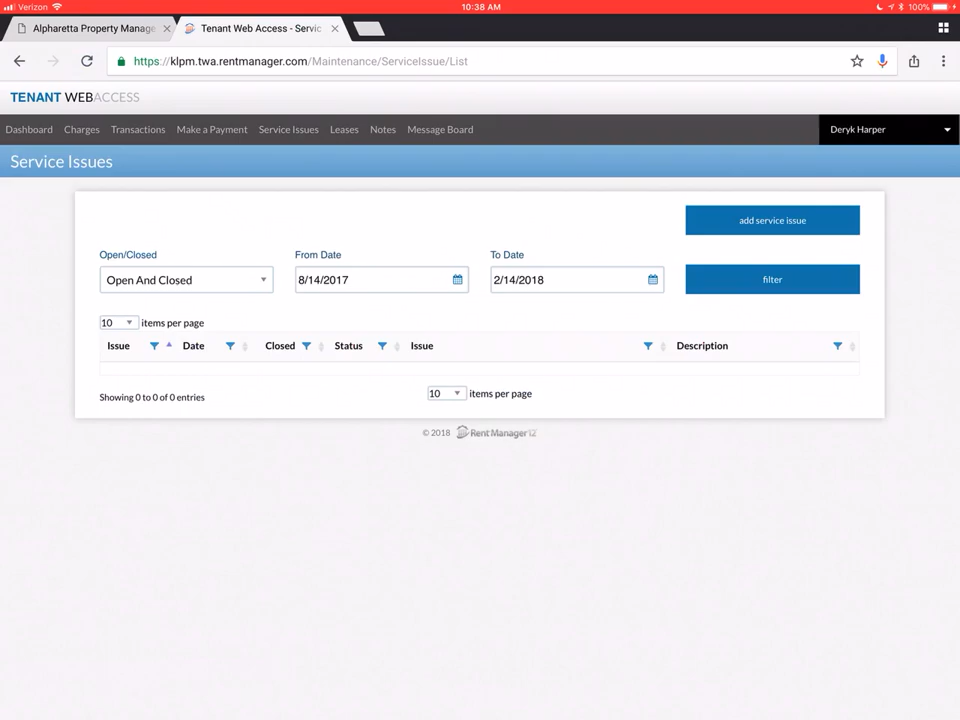 Verizon 10:38 AM 100%
Alpharetta Property Manage Tenant Web Access - Servic
https://klpm.twa.rentmanager.com/Maintenance/ServiceIssue/List
TENANT WEBACCESS
Dashboard Charges Transactions Make a Payment Service Issues Leases Notes Message Board Deryk Harper
Service Issues
add service issue
Open/Closed From Date To Date
Open And Closed 8/14/2017 2/14/2018 filter
10 items per page
Issue Date Closed Status Issue Description
Showing 0 to 0 of 0 entries 10 items per page
© 2018 Rent Manager 12